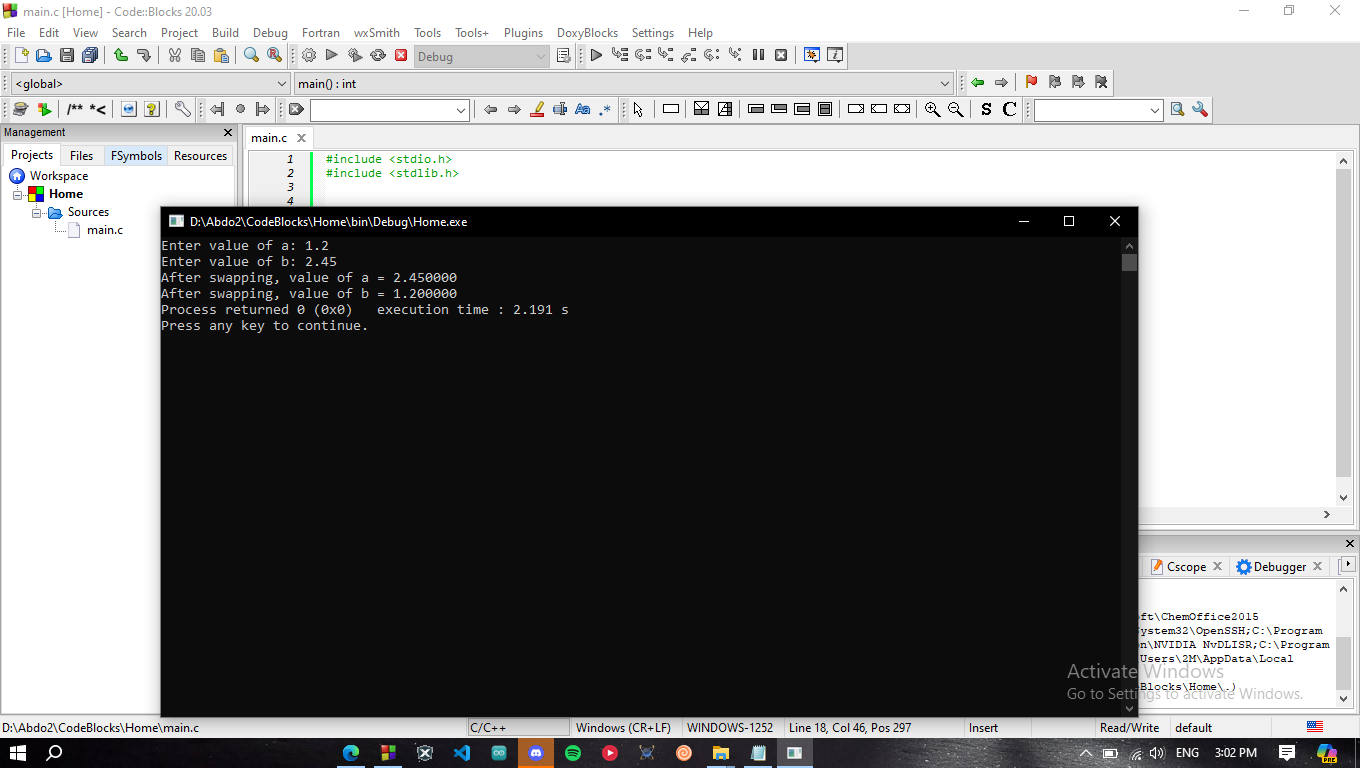 main.c [Home] - Code::Blocks 20.03
File Edit View Search Project Build Debug Fortran wxSmith Tools Tools+ Plugins DoxyBlocks Settings Help
Debug
<global> main() : int
/** *< Aa .* S C
Management
main.c
Projects Files FSymbols Resources
Workspace
Home
Sources
main.c
1 #include <stdio.h>
2 #include <stdlib.h>
3
4
D:\Abdo2\CodeBlocks\Home\bin\Debug\Home.exe
Enter value of a: 1.2
Enter value of b: 2.45
After swapping, value of a = 2.450000
After swapping, value of b = 1.200000
Process returned 0 (0x0)   execution time : 2.191 s
Press any key to continue.
Cscope Debugger
ft\ChemOffice2015
ystem32\OpenSSH;C:\Program
n\NVIDIA NvDLISR;C:\Program
Users\2M\AppData\Local
Blocks\Home\.)
Activate Windows
Go to Settings to activate Windows.
D:\Abdo2\CodeBlocks\Home\main.c C/C++ Windows (CR+LF) WINDOWS-1252 Line 18, Col 46, Pos 297 Insert Read/Write default
ENG 3:02 PM
PRE